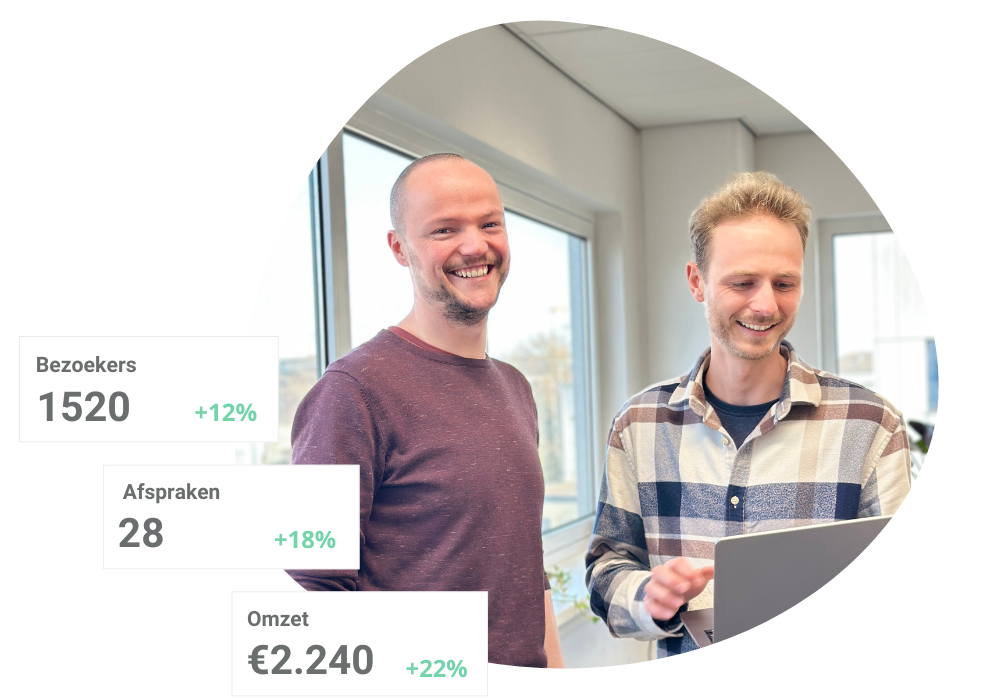 Bezoekers
1520 +12%
Afspraken
28 +18%
Omzet
€2.240 +22%